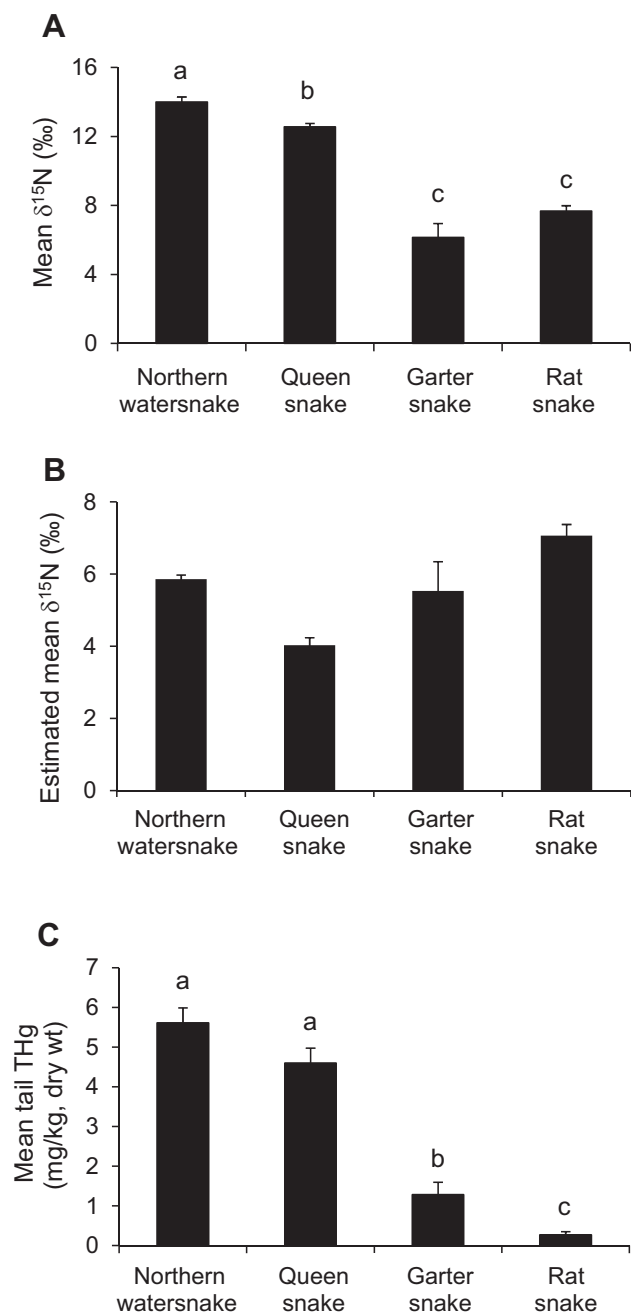 A
Mean δ¹⁵N (‰)
16
12
8
4
0
a
b
c
c
Northern watersnake
Queen snake
Garter snake
Rat snake
B
Estimated mean δ¹⁵N (‰)
8
6
4
2
0
Northern watersnake
Queen snake
Garter snake
Rat snake
C
Mean tail THg
(mg/kg, dry wt)
7
6
5
4
3
2
1
0
a
a
b
c
Northern watersnake
Queen snake
Garter snake
Rat snake